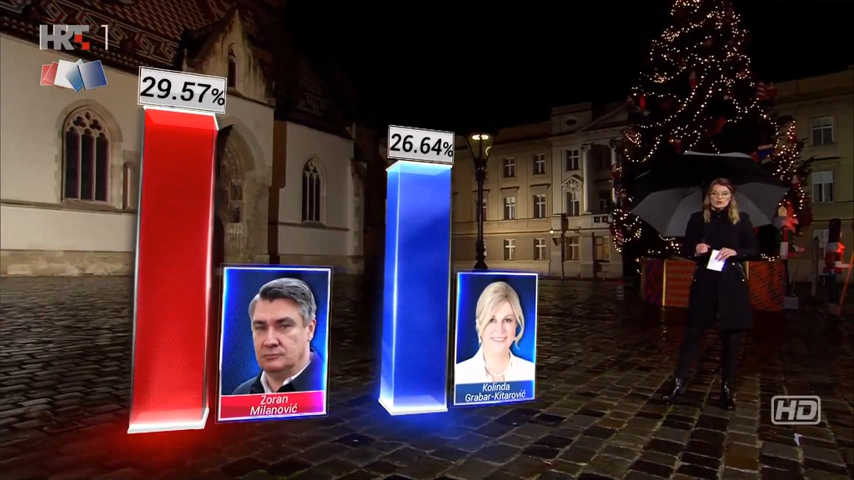 HRT 1
29.57%
26.64%
Zoran
Milanović
Kolinda
Grabar-Kitarović
HD